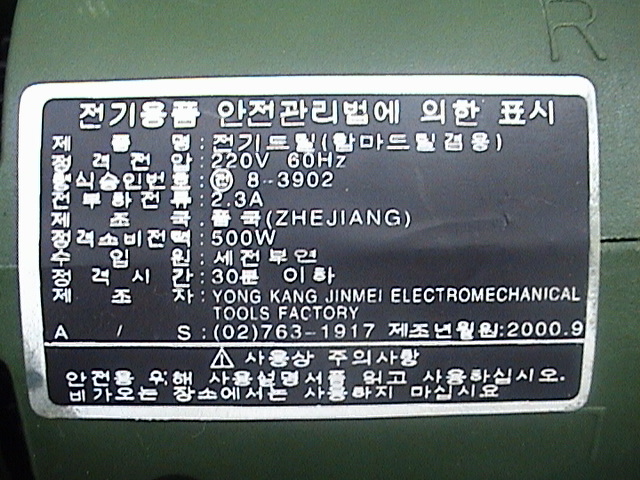 R
전기용품 안전관리법에 의한 표시
제 품 명 : 전기드릴(함마드릴겸용)
정 격 전 압 : 220V 60Hz
형식승인번호 : 전 8-3902
전부하전류 : 2.3A
제 조 국 : 중국(ZHEJIANG)
정격소비전력 : 500W
수 입 원 : 세전부연
정 격 시 간 : 30분 이하
제 조 자 : YONG KANG JINMEI ELECTROMECHANICAL
TOOLS FACTORY
A / S : (02)763-1917 제조년월일:2000.9
사용상 주의사항
안전을 위해 사용설명서를 읽고 사용하십시오.
비가오는 장소에서는 사용하지 마십시요